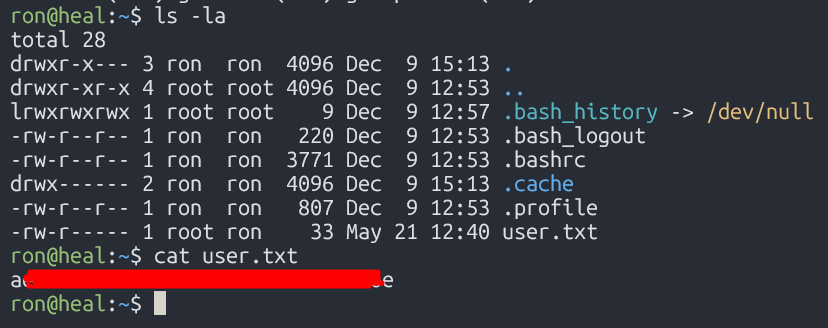 ron@heal:~$ ls -la
total 28
drwxr-x--- 3 ron  ron  4096 Dec  9 15:13 .
drwxr-xr-x 4 root root 4096 Dec  9 12:53 ..
lrwxrwxrwx 1 root root    9 Dec  9 12:57 .bash_history -> /dev/null
-rw-r--r-- 1 ron  ron   220 Dec  9 12:53 .bash_logout
-rw-r--r-- 1 ron  ron  3771 Dec  9 12:53 .bashrc
drwx------ 2 ron  ron  4096 Dec  9 15:13 .cache
-rw-r--r-- 1 ron  ron   807 Dec  9 12:53 .profile
-rw-r----- 1 root ron    33 May 21 12:40 user.txt
ron@heal:~$ cat user.txt
ron@heal:~$